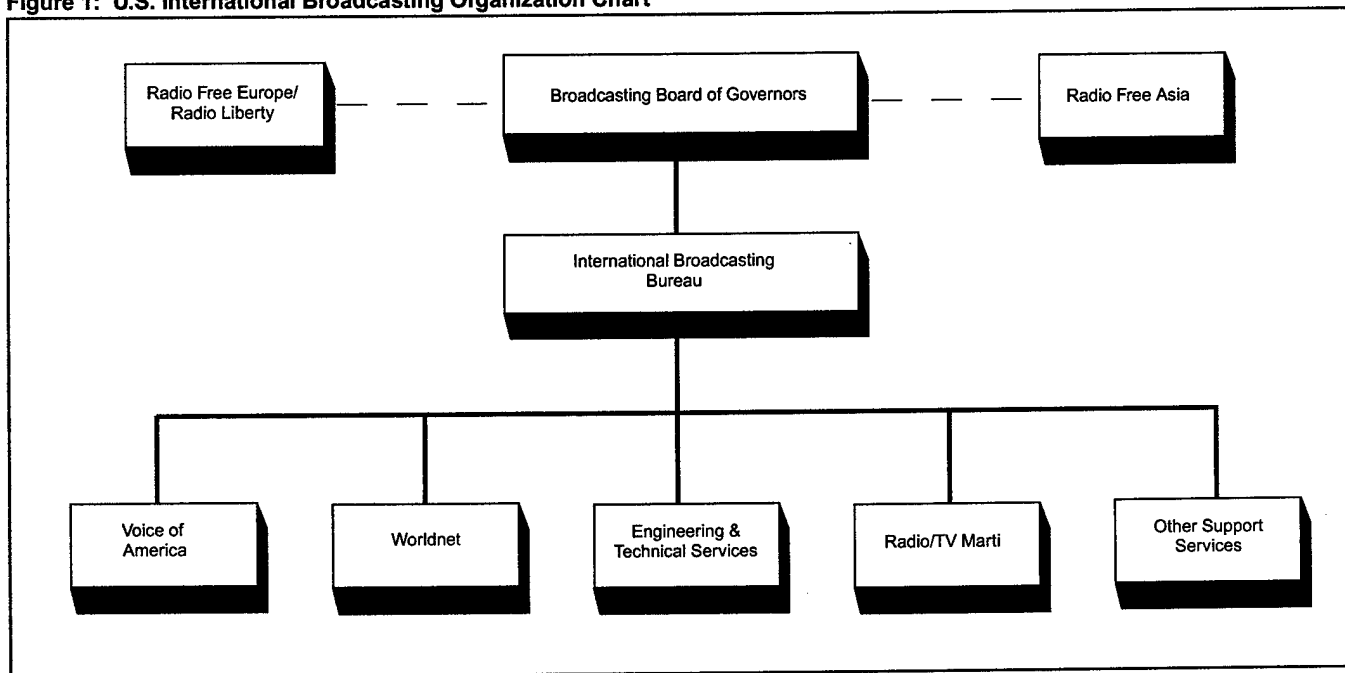 Figure 1: U.S. International Broadcasting Organization Chart
Radio Free Europe/
Radio Liberty
Broadcasting Board of Governors
Radio Free Asia
International Broadcasting
Bureau
Voice of
America
Worldnet
Engineering &
Technical Services
Radio/TV Marti
Other Support
Services